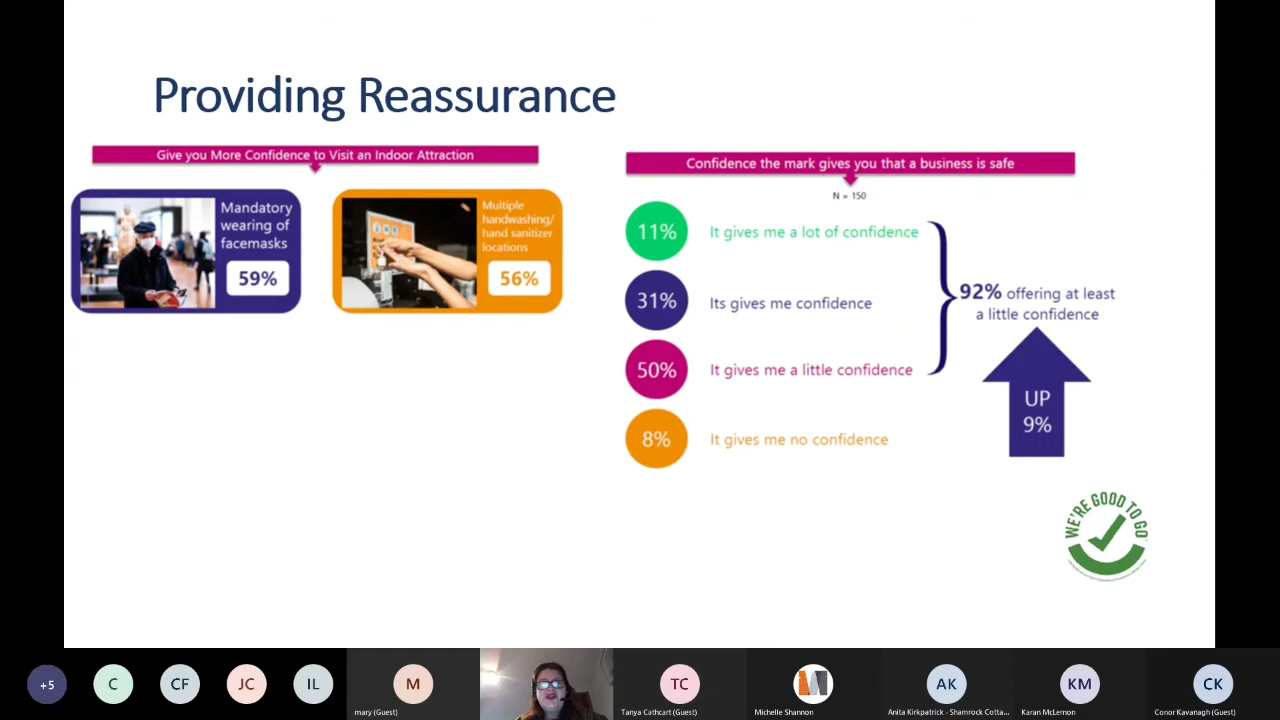 Providing Reassurance
Give you More Confidence to Visit an Indoor Attraction
Mandatory
wearing of
facemasks
59%
Multiple
handwashing/
hand sanitizer
locations
56%
Confidence the mark gives you that a business is safe
N = 150
11% It gives me a lot of confidence
31% Its gives me confidence
50% It gives me a little confidence
8% It gives me no confidence
92% offering at least
a little confidence
UP
9%
WE'RE GOOD TO GO
+5
C
CF
JC
IL
M
mary (Guest)
TC
Tanya Cathcart (Guest)
Michelle Shannon
AK
Anita Kirkpatrick - Shamrock Cotta...
KM
Karan McLernon
CK
Conor Kavanagh (Guest)